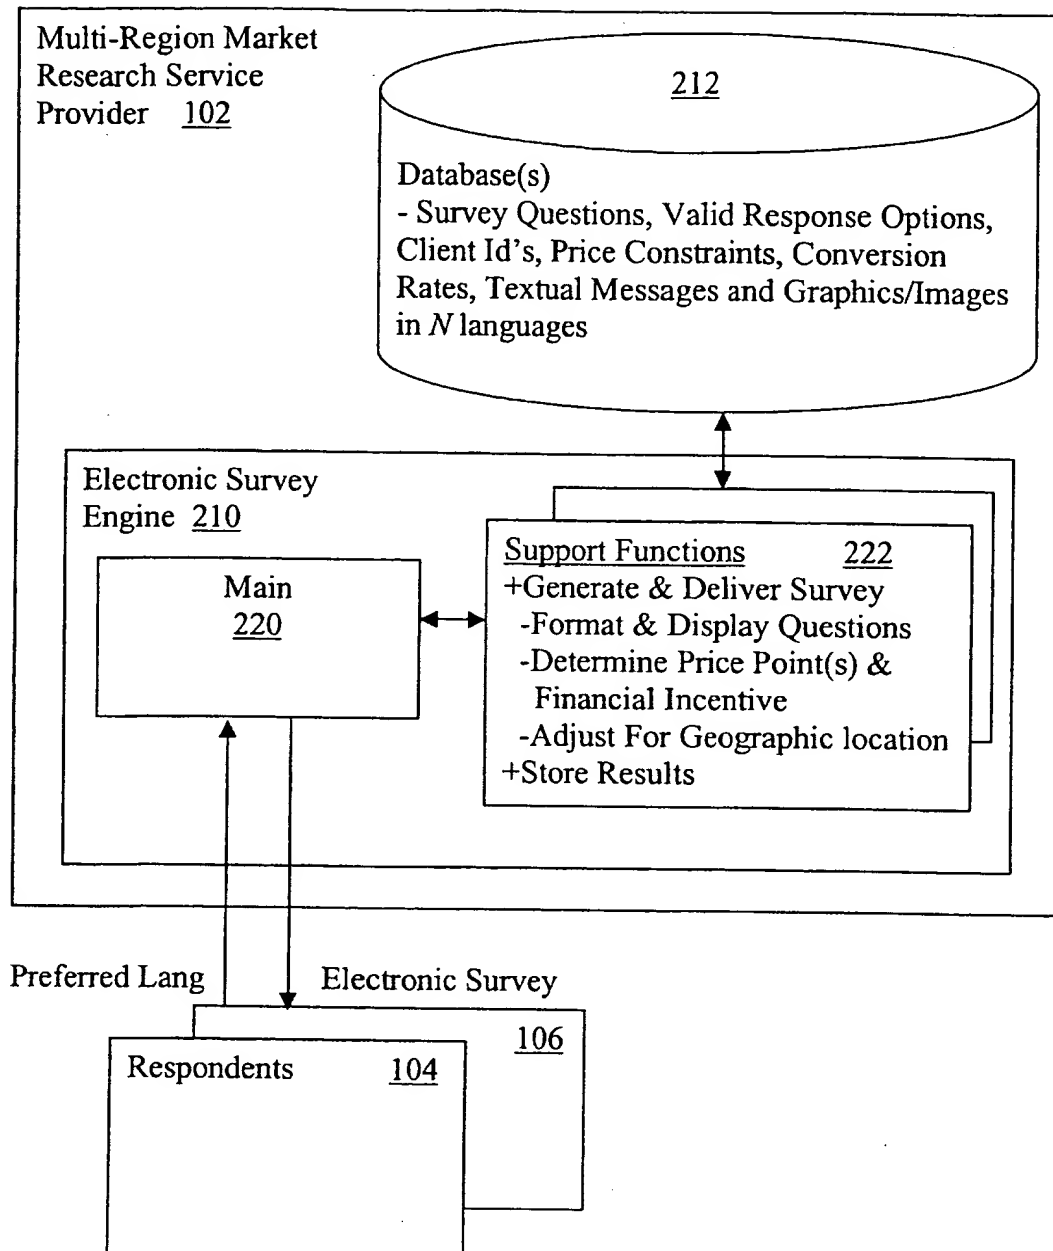 Multi-Region Market
Research Service
Provider 102
212
Database(s)
- Survey Questions, Valid Response Options,
Client Id's, Price Constraints, Conversion
Rates, Textual Messages and Graphics/Images
in N languages
Electronic Survey
Engine 210
Main
220
Support Functions 222
+Generate & Deliver Survey
-Format & Display Questions
-Determine Price Point(s) &
Financial Incentive
-Adjust For Geographic location
+Store Results
Preferred Lang
Electronic Survey
106
Respondents 104